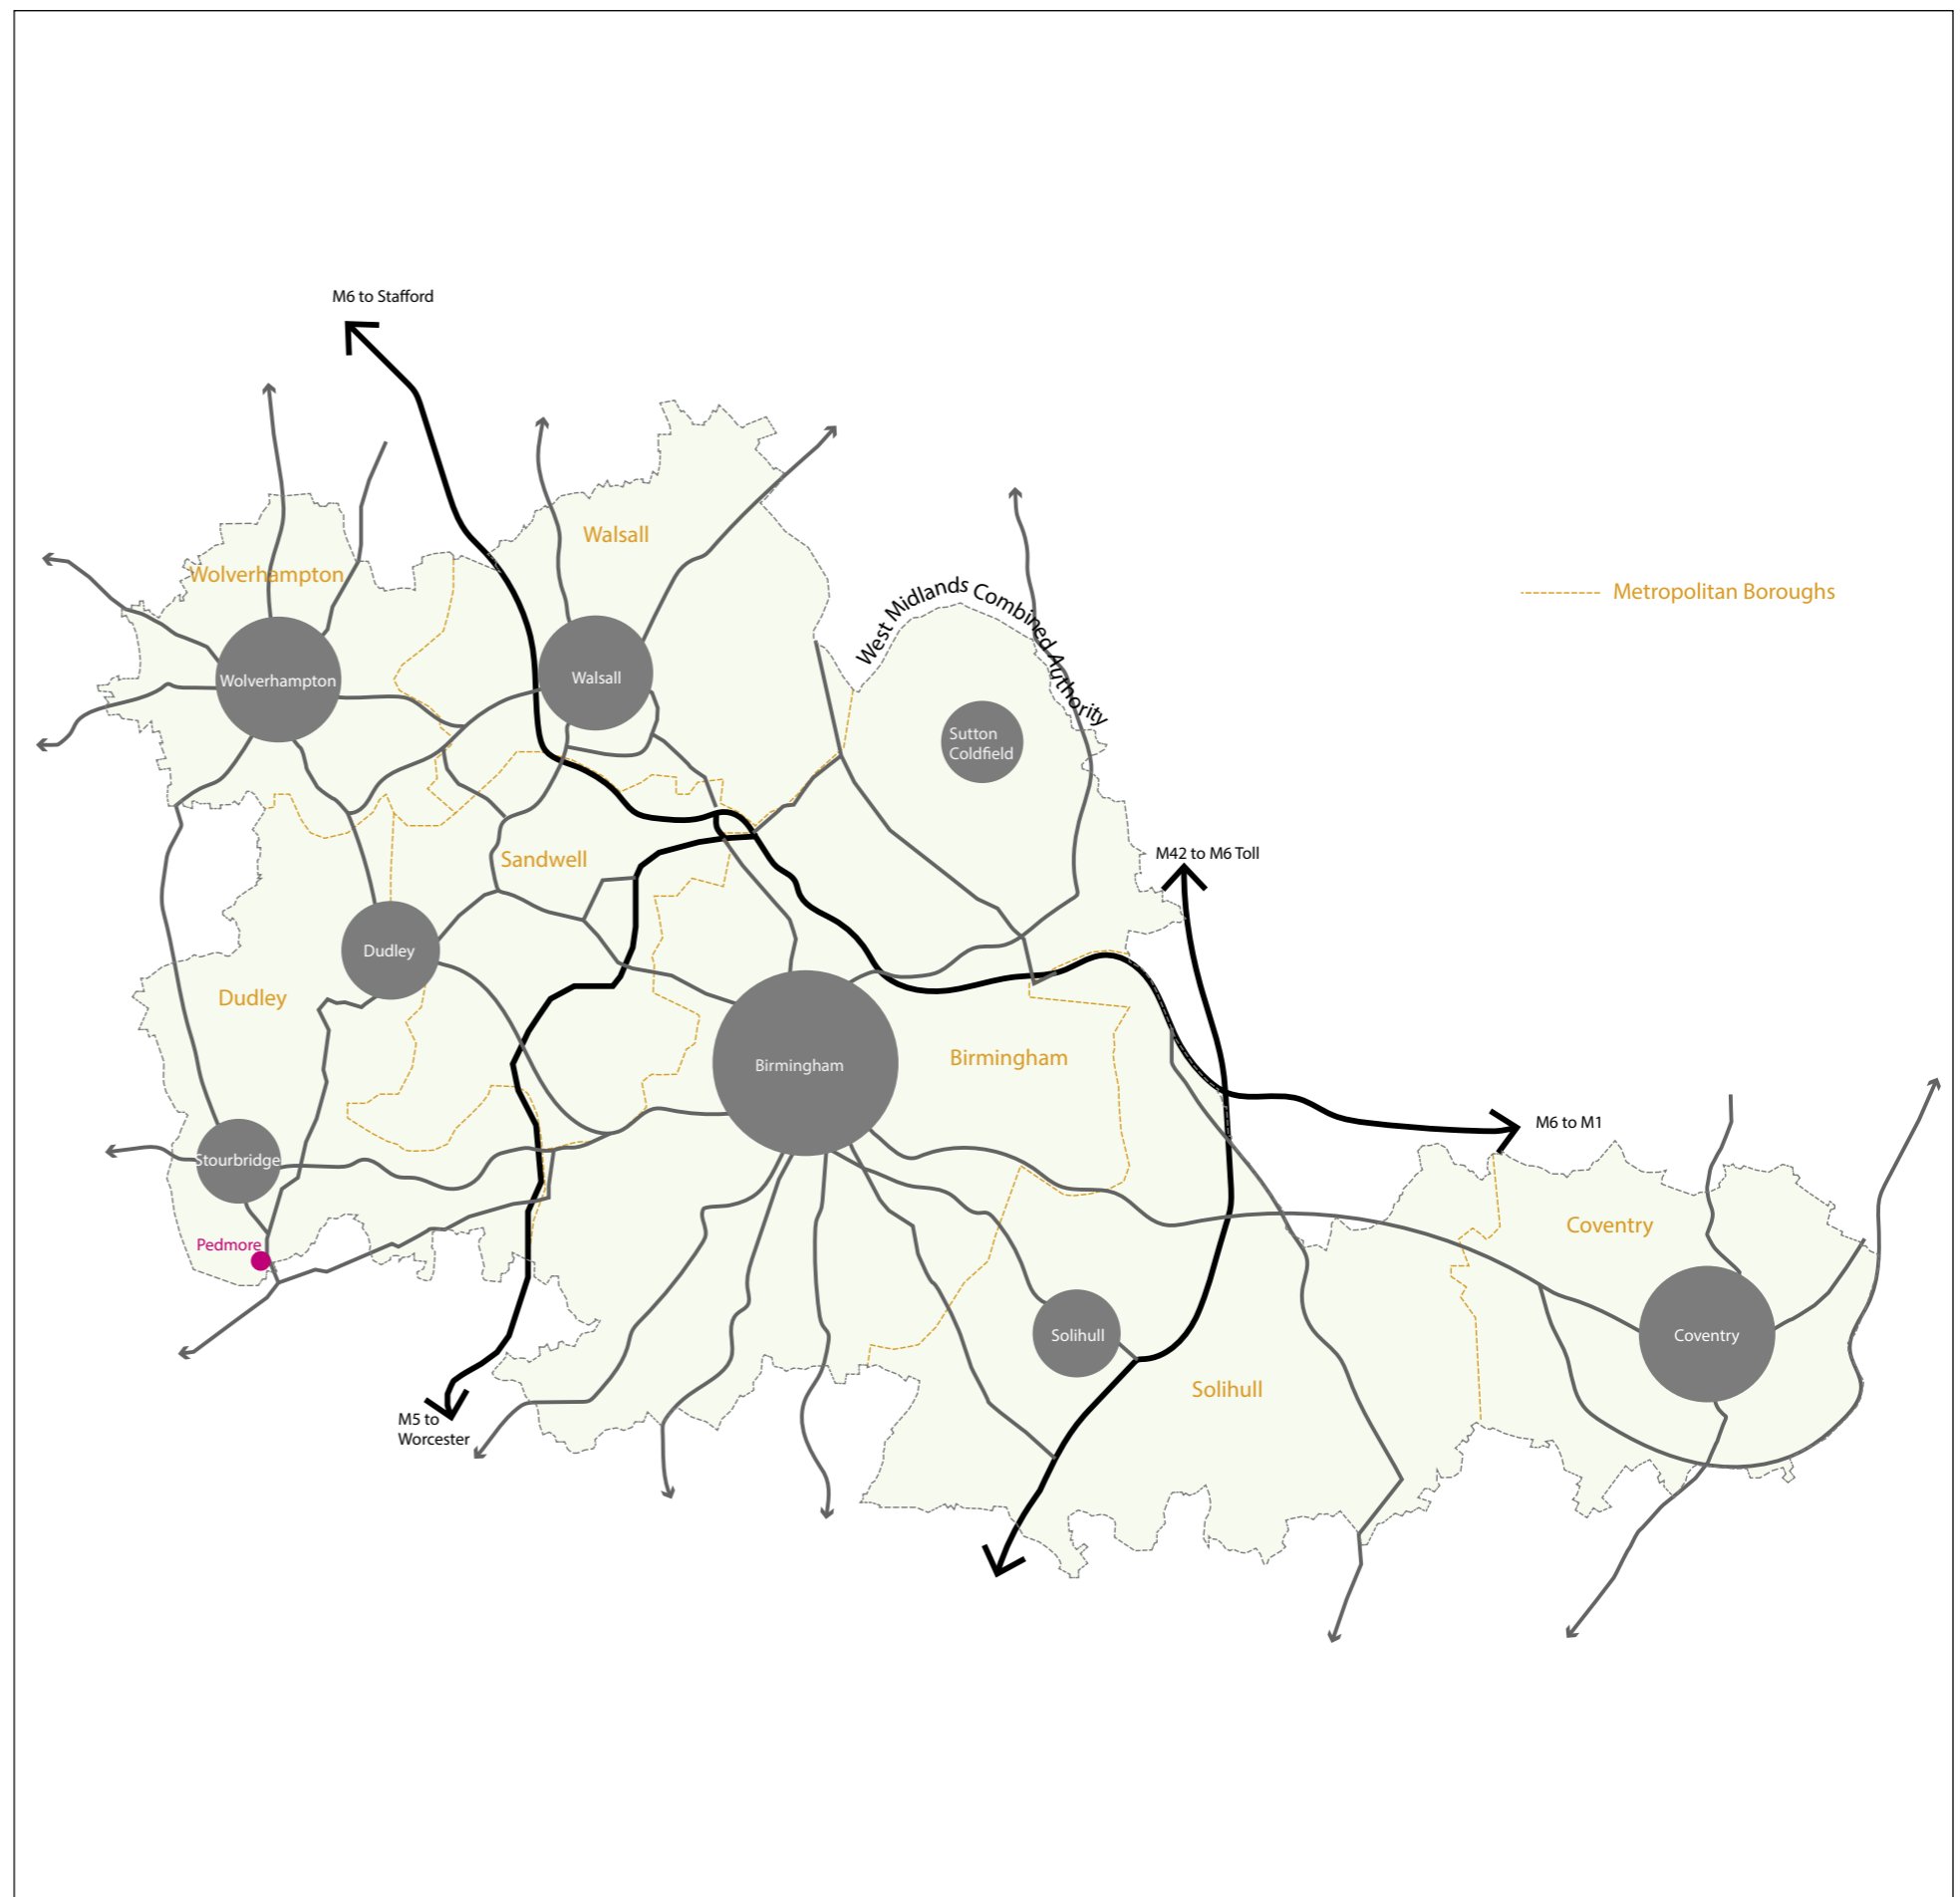 M6 to Stafford
Walsall
Wolverhampton
West Midlands Combined Authority
Metropolitan Boroughs
Wolverhampton
Walsall
Sutton
Coldfield
Sandwell
M42 to M6 Toll
Dudley
Dudley
Birmingham
Birmingham
M6 to M1
Stourbridge
Coventry
Pedmore
Solihull
Coventry
Solihull
M5 to
Worcester